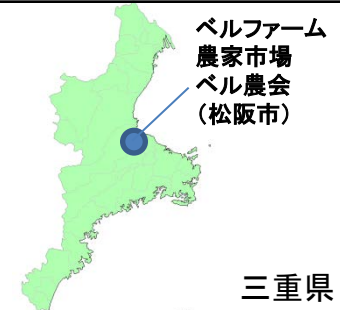 ベルファーム
農家市場
ベル農会
（松阪市）
三重県